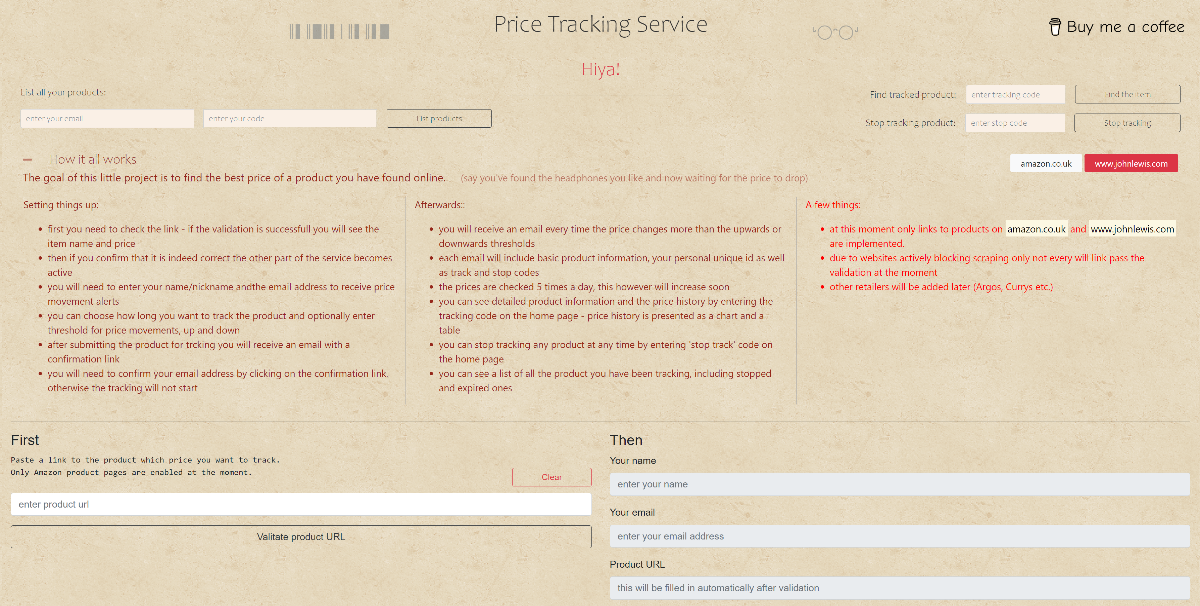 Price Tracking Service
Buy me a coffee
Hiya!
List all your products:
enter your email
enter your code
List products
Find tracked product:
enter tracking code
Find the item
Stop tracking product:
enter stop code
Stop tracking
How it all works
amazon.co.uk
www.johnlewis.com
The goal of this little project is to find the best price of a product you have found online. (say you've found the headphones you like and now waiting for the price to drop)
Setting things up:
first you need to check the link - if the validation is successfull you will see the
item name and price
then if you confirm that it is indeed correct the other part of the service becomes
active
you will need to enter your name/nickname andthe email address to receive price
movement alerts
you can choose how long you want to track the product and optionally enter
threshold for price movements, up and down
after submitting the product for trcking you will receive an email with a
confirmation link
you will need to confirm your email address by clicking on the confirmation link,
otherwise the tracking will not start
Afterwards::
you will receive an email every time the price changes more than the upwards or
downwards thresholds
each email will include basic product information, your personal unique id as well
as track and stop codes
the prices are checked 5 times a day, this however will increase soon
you can see detailed product information and the price history by entering the
tracking code on the home page - price history is presented as a chart and a
table
you can stop tracking any product at any time by entering 'stop track' code on
the home page
you can see a list of all the product you have been tracking, including stopped
and expired ones
A few things:
at this moment only links to products on amazon.co.uk and www.johnlewis.com
are implemented.
due to websites actively blocking scraping only not every will link pass the
validation at the moment
other retailers will be added later (Argos, Currys etc.)
First
Paste a link to the product which price you want to track.
Only Amazon product pages are enabled at the moment.
Clear
enter product url
Valitate product URL
Then
Your name
enter your name
Your email
enter your email address
Product URL
this will be filled in automatically after validation